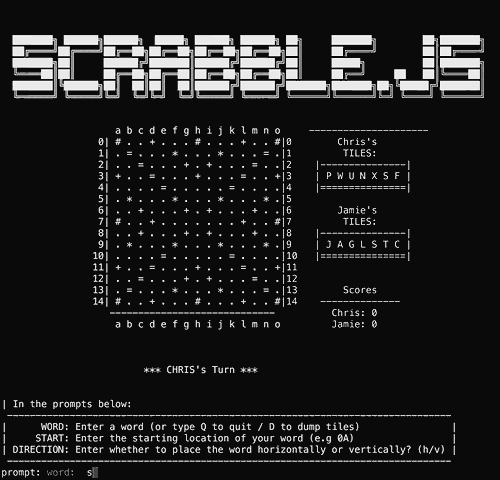 SCRABBLE.JS
a b c d e f g h i j k l m n o
0| # . . + . . . # . . . + . . #|0
1| . = . . . * . . . * . . . = . |1
2| . . = . . . + . + . . . = . . |2
3| + . . = . . . + . . . = . . +|3
4| . . . . = . . . . . = . . . . |4
5| . * . . . * . . . * . . . * . |5
6| . . + . . . + . + . . . + . . |6
7| # . . + . . . . . . . + . . #|7
8| . . + . . . + . + . . . + . . |8
9| . * . . . * . . . * . . . * . |9
10| . . . . = . . . . . = . . . . |10
11| + . . = . . . + . . . = . . +|11
12| . . = . . . + . + . . . = . . |12
13| . = . . . * . . . * . . . = . |13
14| # . . + . . . # . . . + . . #|14
a b c d e f g h i j k l m n o
Chris's
TILES:
| P W U N X S F |
Jamie's
TILES:
| J A G L S T C |
Scores
Chris: 0
Jamie: 0
*** CHRIS's Turn ***
| In the prompts below:
| WORD: Enter a word (or type Q to quit / D to dump tiles) |
| START: Enter the starting location of your word (e.g 0A) |
| DIRECTION: Enter whether to place the word horizontally or vertically? (h/v) |
prompt: word: s